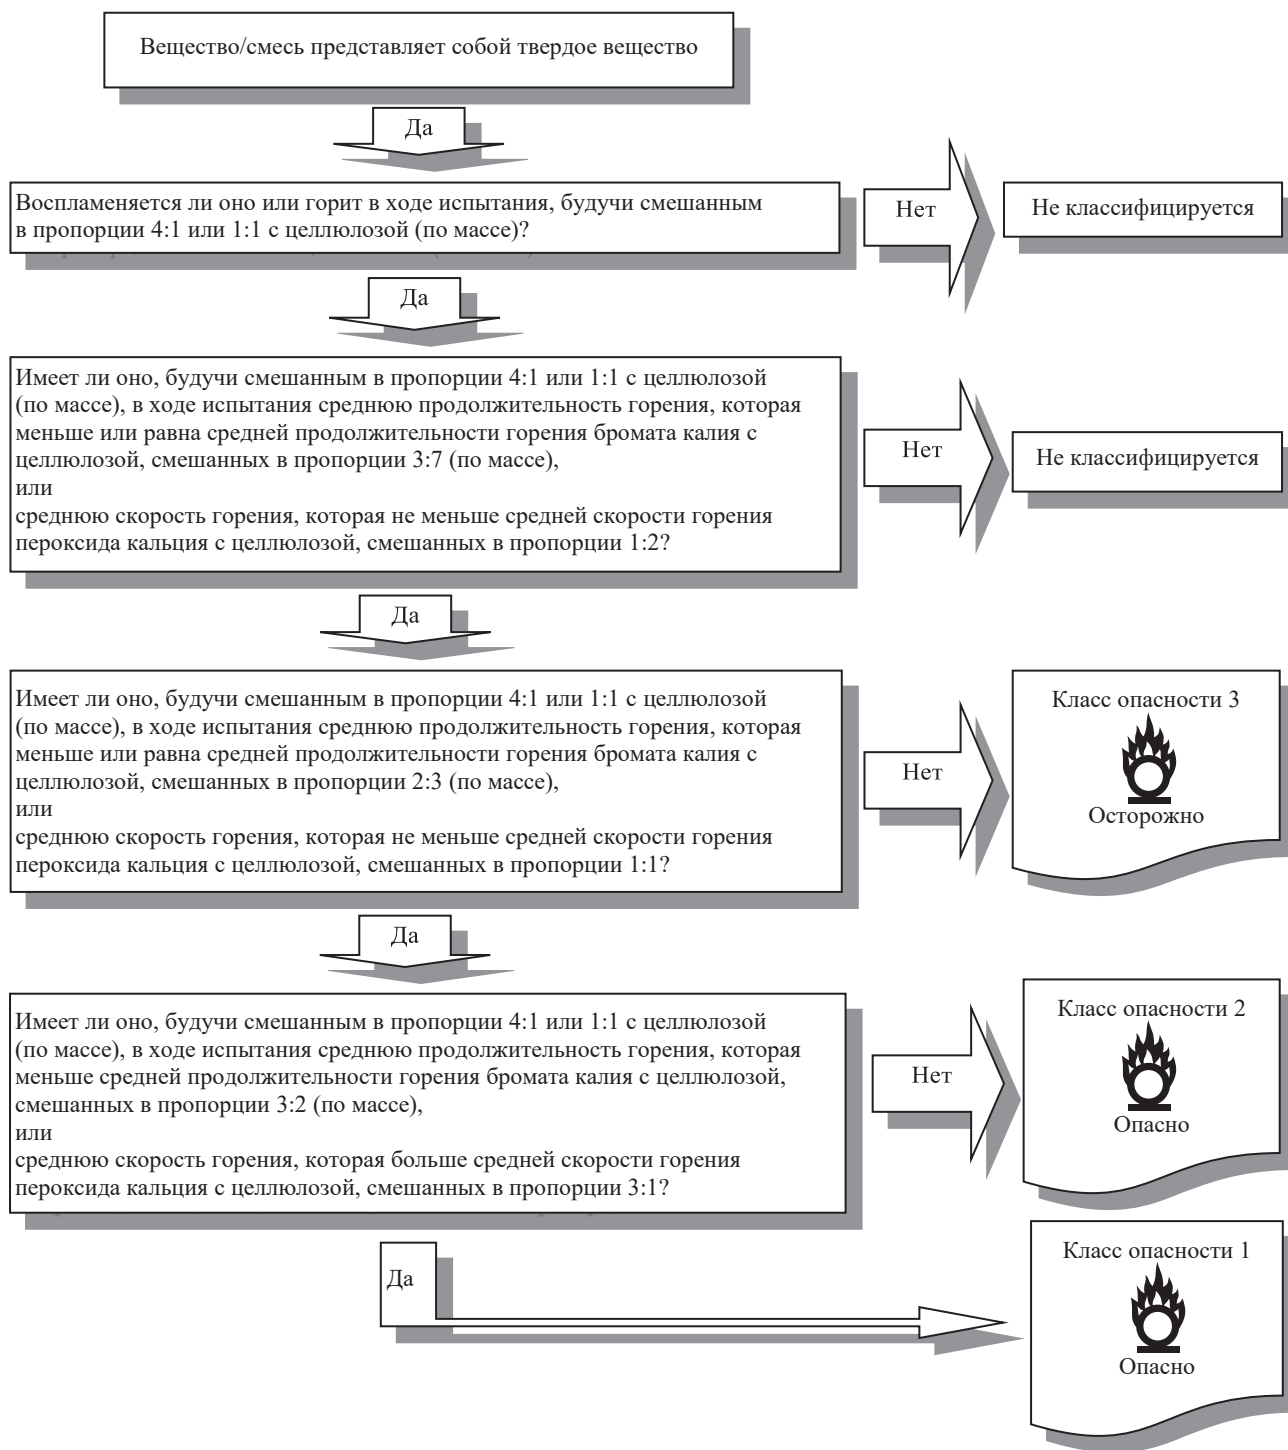 Вещество/смесь представляет собой твердое вещество
Да
Воспламеняется ли оно или горит в ходе испытания, будучи смешанным
в пропорции 4:1 или 1:1 с целлюлозой (по массе)?
Нет
Не классифицируется
Да
Имеет ли оно, будучи смешанным в пропорции 4:1 или 1:1 с целлюлозой
(по массе), в ходе испытания среднюю продолжительность горения, которая
меньше или равна средней продолжительности горения бромата калия с
целлюлозой, смешанных в пропорции 3:7 (по массе),
или
среднюю скорость горения, которая не меньше средней скорости горения
пероксида кальция с целлюлозой, смешанных в пропорции 1:2?
Нет
Не классифицируется
Да
Имеет ли оно, будучи смешанным в пропорции 4:1 или 1:1 с целлюлозой
(по массе), в ходе испытания среднюю продолжительность горения, которая
меньше или равна средней продолжительности горения бромата калия с
целлюлозой, смешанных в пропорции 2:3 (по массе),
или
среднюю скорость горения, которая не меньше средней скорости горения
пероксида кальция с целлюлозой, смешанных в пропорции 1:1?
Нет
Класс опасности 3
Осторожно
Да
Имеет ли оно, будучи смешанным в пропорции 4:1 или 1:1 с целлюлозой
(по массе), в ходе испытания среднюю продолжительность горения, которая
меньше средней продолжительности горения бромата калия с целлюлозой,
смешанных в пропорции 3:2 (по массе),
или
среднюю скорость горения, которая больше средней скорости горения
пероксида кальция с целлюлозой, смешанных в пропорции 3:1?
Нет
Класс опасности 2
Опасно
Да
Класс опасности 1
Опасно